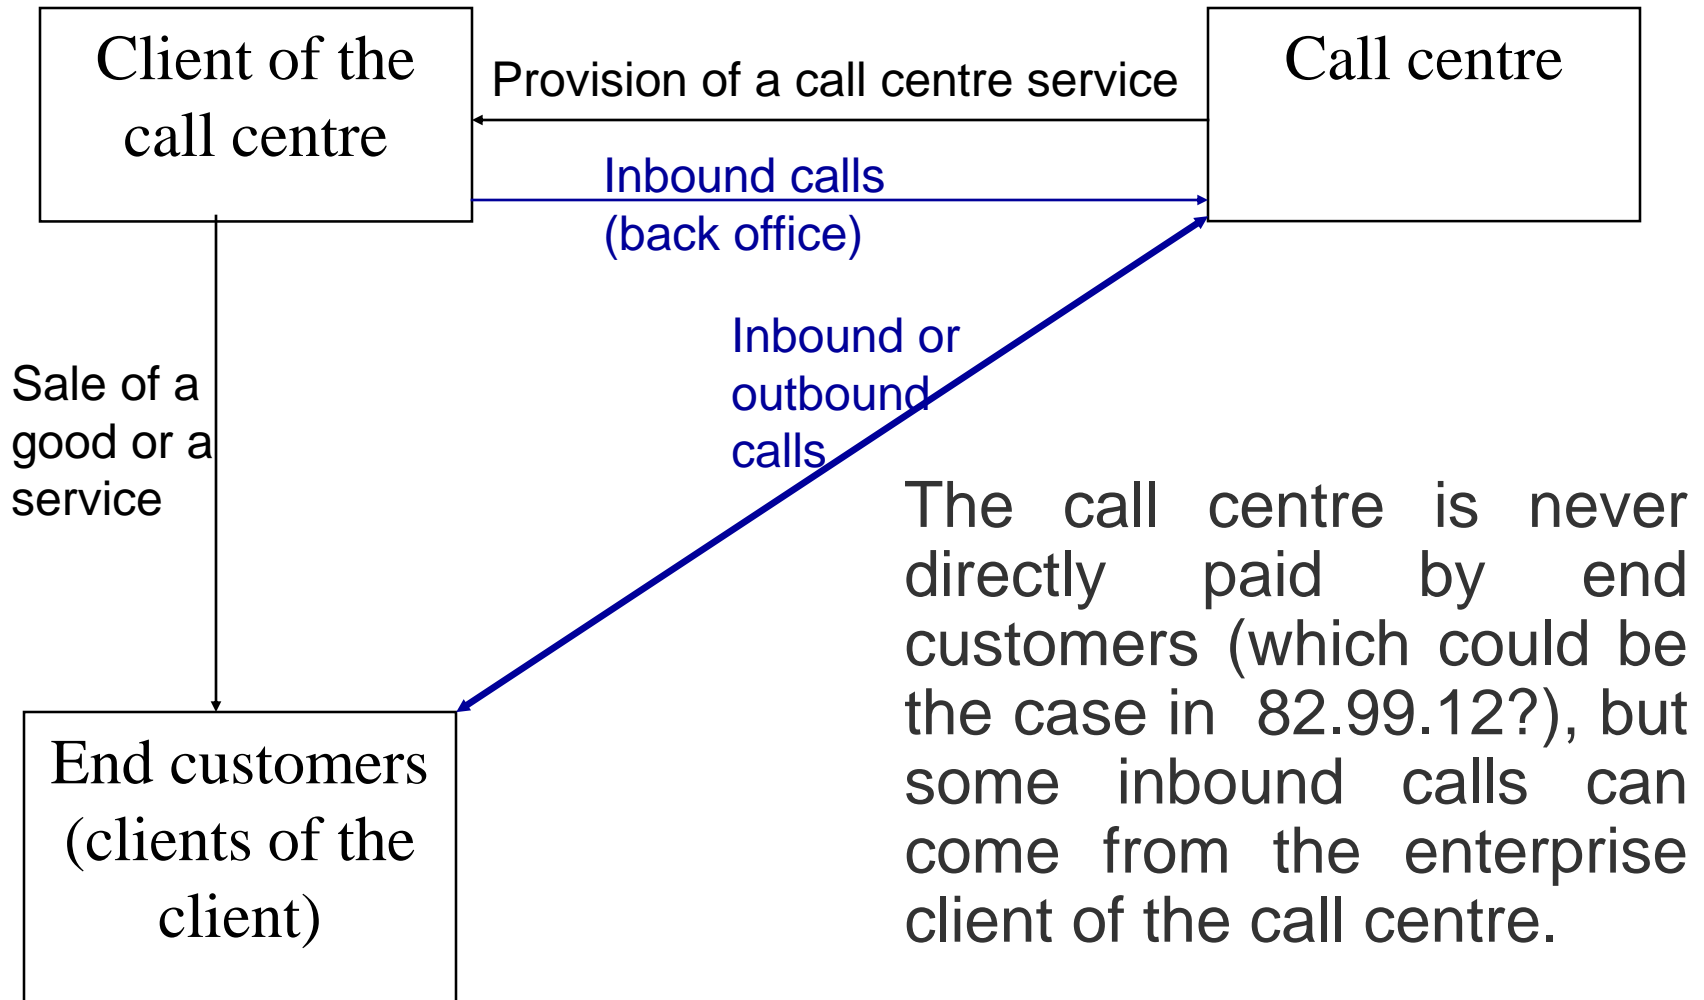 Client of the
call centre
Provision of a call centre service
Call centre
Inbound calls
(back office)
Inbound or
outbound
calls
Sale of a
good or a
service
The call centre is never
directly paid by end
customers (which could be
the case in 82.99.12?), but
some inbound calls can
come from the enterprise
client of the call centre.
End customers
(clients of the
client)